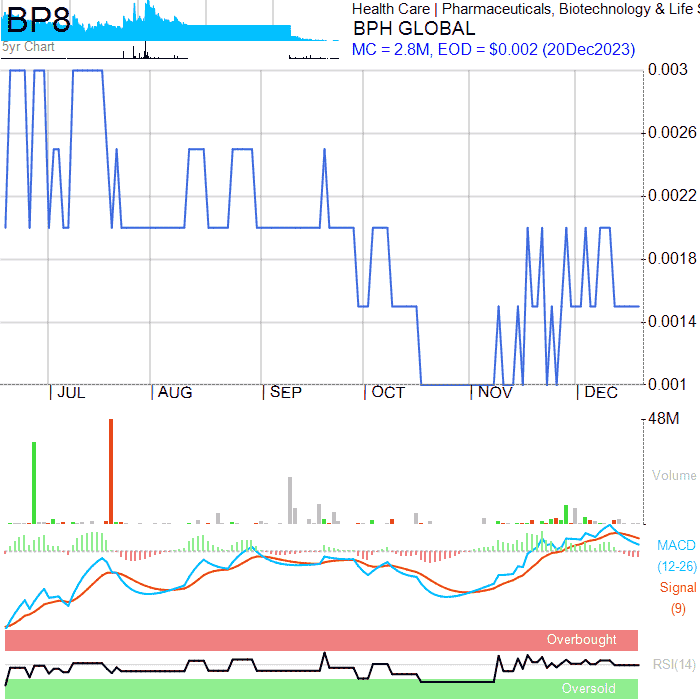 BP8
5yr Chart
Health Care | Pharmaceuticals, Biotechnology & Life S
BPH GLOBAL
MC = 2.8M, EOD = $0.002 (20Dec2023)
0.003
0.0026
0.0022
0.0018
0.0014
0.001
JUL AUG SEP OCT NOV DEC
48M
Volume
MACD
(12-26)
Signal
(9)
Overbought
RSI(14)
Oversold